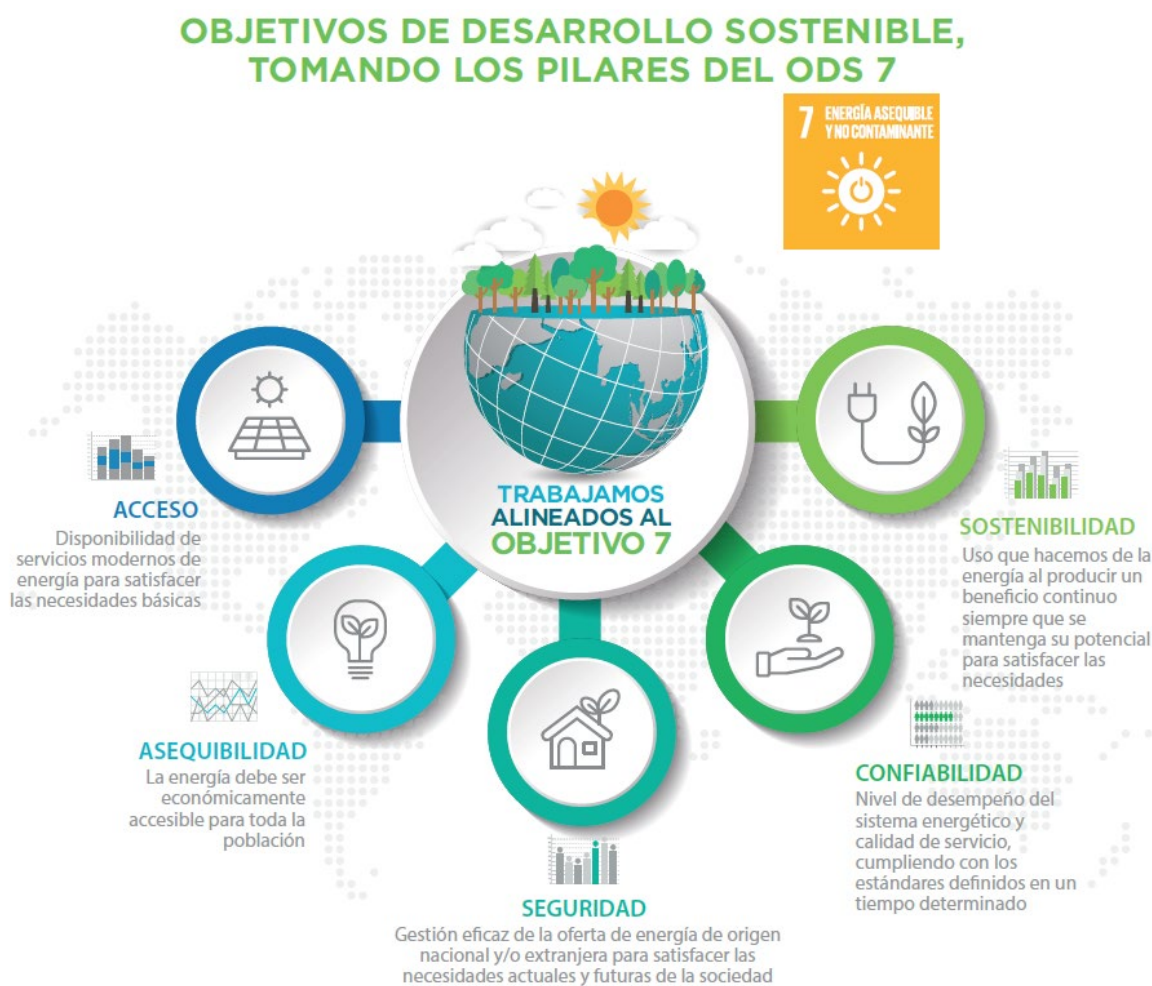 OBJETIVOS DE DESARROLLO SOSTENIBLE,
TOMANDO LOS PILARES DEL ODS 7
7 ENERGÍA ASEQUIBLE
Y NO CONTAMINANTE
TRABAJAMOS
ALINEADOS AL
OBJETIVO 7
ACCESO
Disponibilidad de
servicios modernos de
energía para satisfacer
las necesidades básicas
ASEQUIBILIDAD
La energía debe ser
económicamente
accesible para toda la
población
SEGURIDAD
Gestión eficaz de la oferta de energía de origen
nacional y/o extranjera para satisfacer las
necesidades actuales y futuras de la sociedad
CONFIABILIDAD
Nivel de desempeño del
sistema energético y
calidad de servicio,
cumpliendo con los
estándares definidos en un
tiempo determinado
SOSTENIBILIDAD
Uso que hacemos de la
energía al producir un
beneficio continuo
siempre que se
mantenga su potencial
para satisfacer las
necesidades